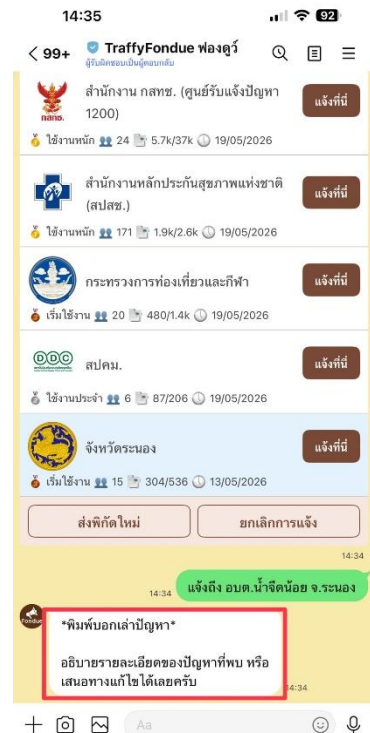 14:35
92
99+
TraffyFondue ฟองดูว์
ผู้รับผิดชอบเป็นผู้ตอบกลับ
กสทช.
สำนักงาน กสทช. (ศูนย์รับแจ้งปัญหา
1200)
แจ้งที่นี่
ใช้งานหนัก 24 5.7k/37k 19/05/2026
สำนักงานหลักประกันสุขภาพแห่งชาติ
(สปสช.)
แจ้งที่นี่
ใช้งานหนัก 171 1.9k/2.6k 19/05/2026
กระทรวงการท่องเที่ยวและกีฬา
แจ้งที่นี่
เริ่มใช้งาน 20 480/1.4k 19/05/2026
DDC
สปคม.
แจ้งที่นี่
ใช้งานประจำ 6 87/206 19/05/2026
จังหวัดระนอง
แจ้งที่นี่
เริ่มใช้งาน 15 304/536 13/05/2026
ส่งพิกัดใหม่
ยกเลิกการแจ้ง
14:34
แจ้งถึง อบต.น้ำจืดน้อย จ.ระนอง
14:34
Fondue
*พิมพ์บอกเล่าปัญหา*
อธิบายรายละเอียดของปัญหาที่พบ หรือ
เสนอทางแก้ไขได้เลยครับ
14:34
Aa